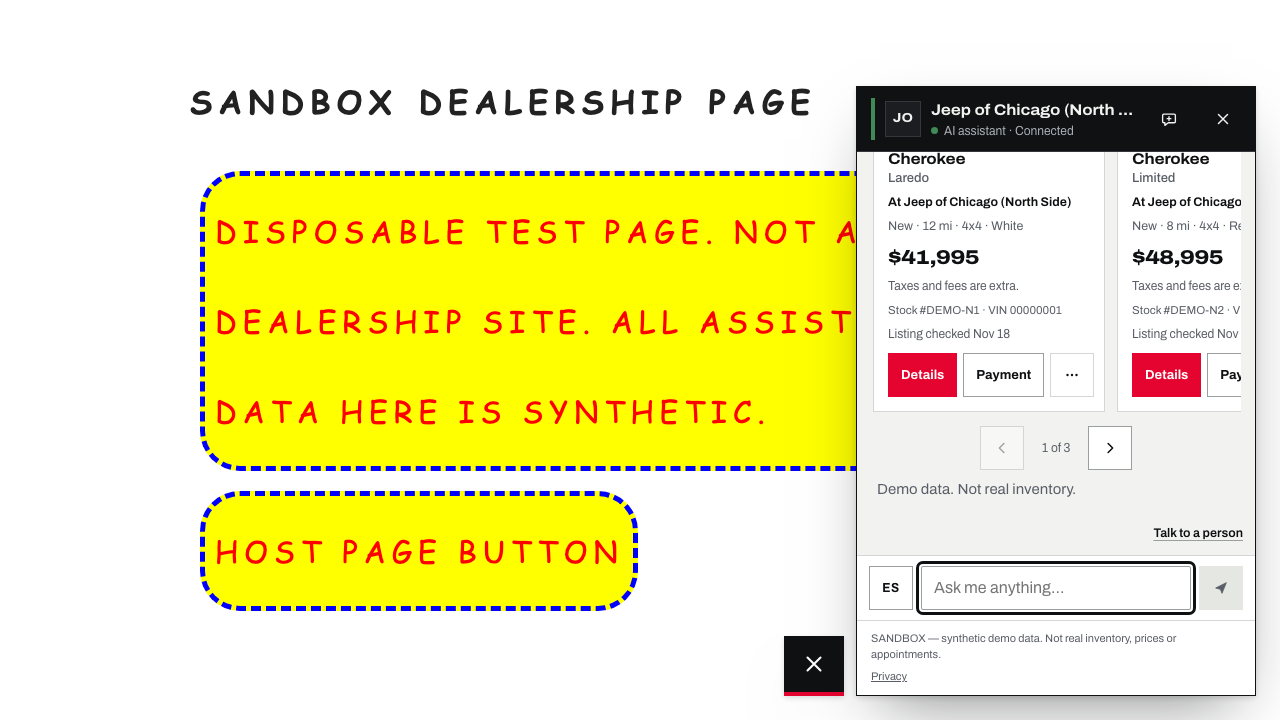 SANDBOX DEALERSHIP PAGE
DISPOSABLE TEST PAGE. NOT A
DEALERSHIP SITE. ALL ASSIST
DATA HERE IS SYNTHETIC.
HOST PAGE BUTTON
JO
Jeep of Chicago (North ...
AI assistant · Connected
Cherokee
Laredo
At Jeep of Chicago (North Side)
New · 12 mi · 4x4 · White
$41,995
Taxes and fees are extra.
Stock #DEMO-N1 · VIN 00000001
Listing checked Nov 18
Details
Payment
...
Cherokee
Limited
At Jeep of Chicago
New · 8 mi · 4x4 · Re
$48,995
Taxes and fees are e
Stock #DEMO-N2 · V
Listing checked Nov
Details
Pay
1 of 3
Demo data. Not real inventory.
Talk to a person
ES
Ask me anything...
SANDBOX — synthetic demo data. Not real inventory, prices or
appointments.
Privacy